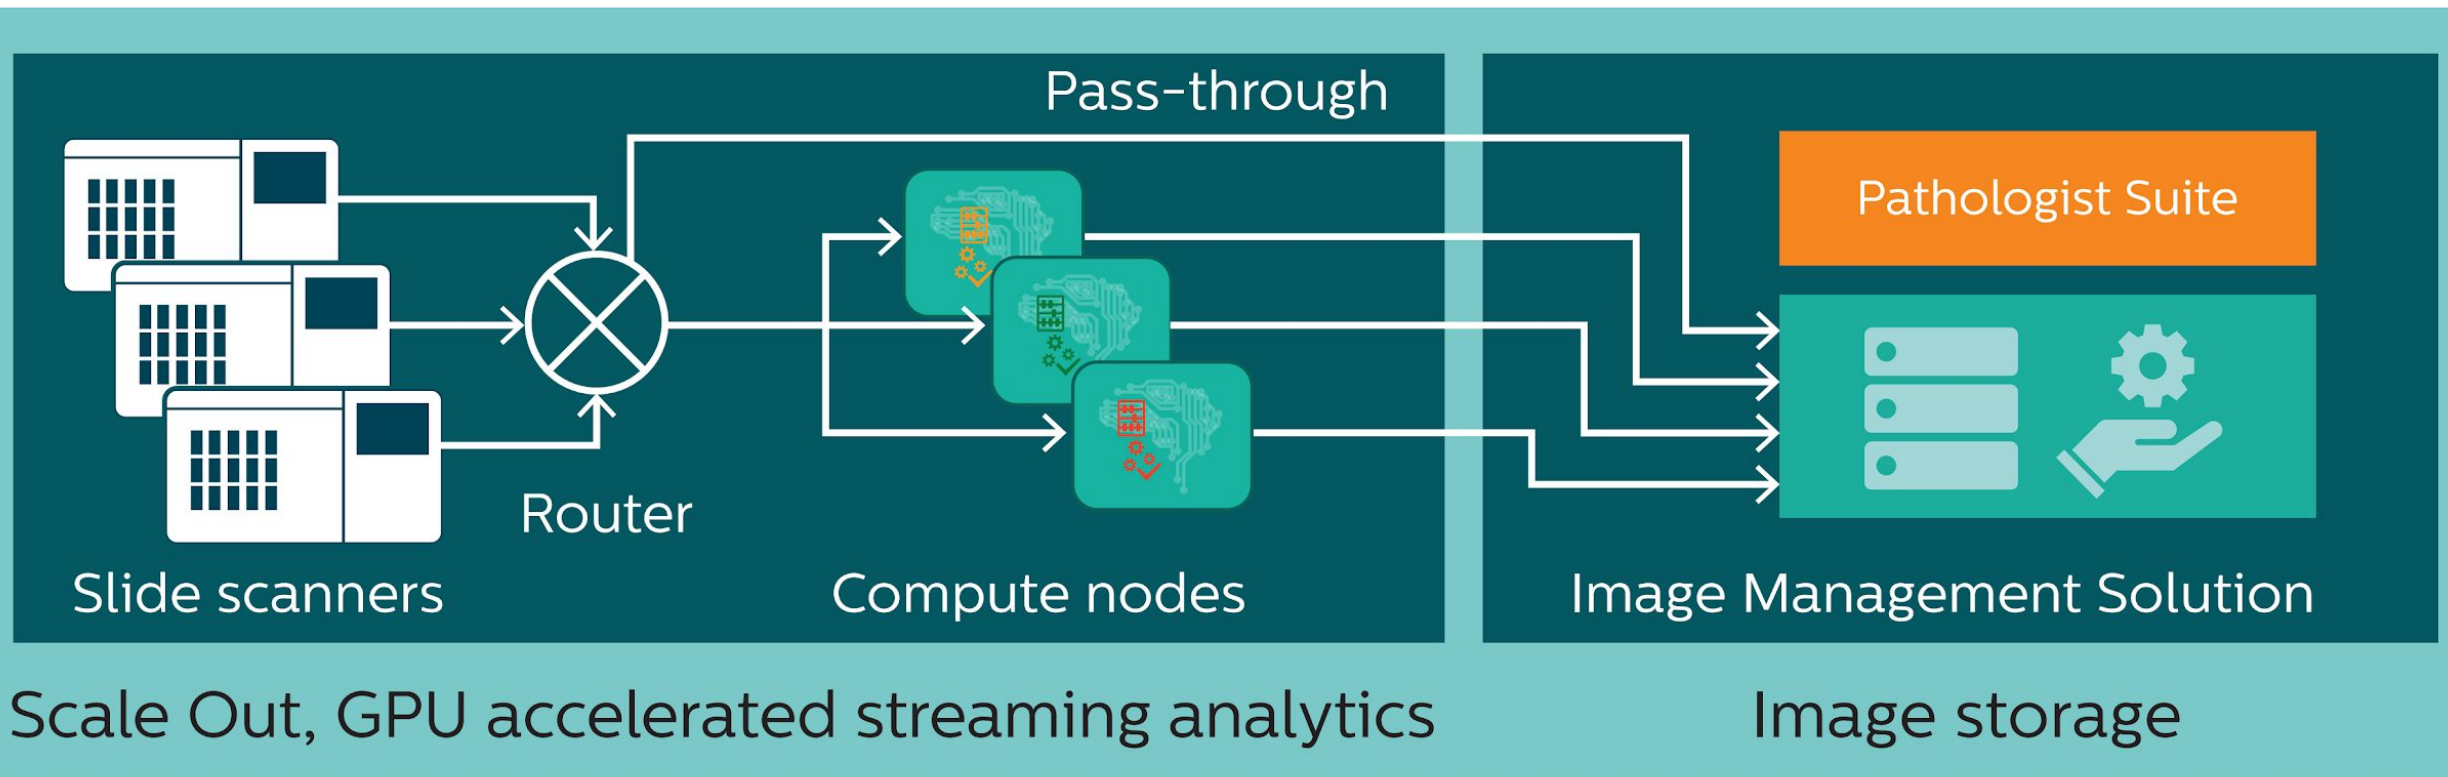 Pass-through
Pathologist Suite
Router
Slide scanners
Compute nodes
Image Management Solution
Scale Out, GPU accelerated streaming analytics
Image storage